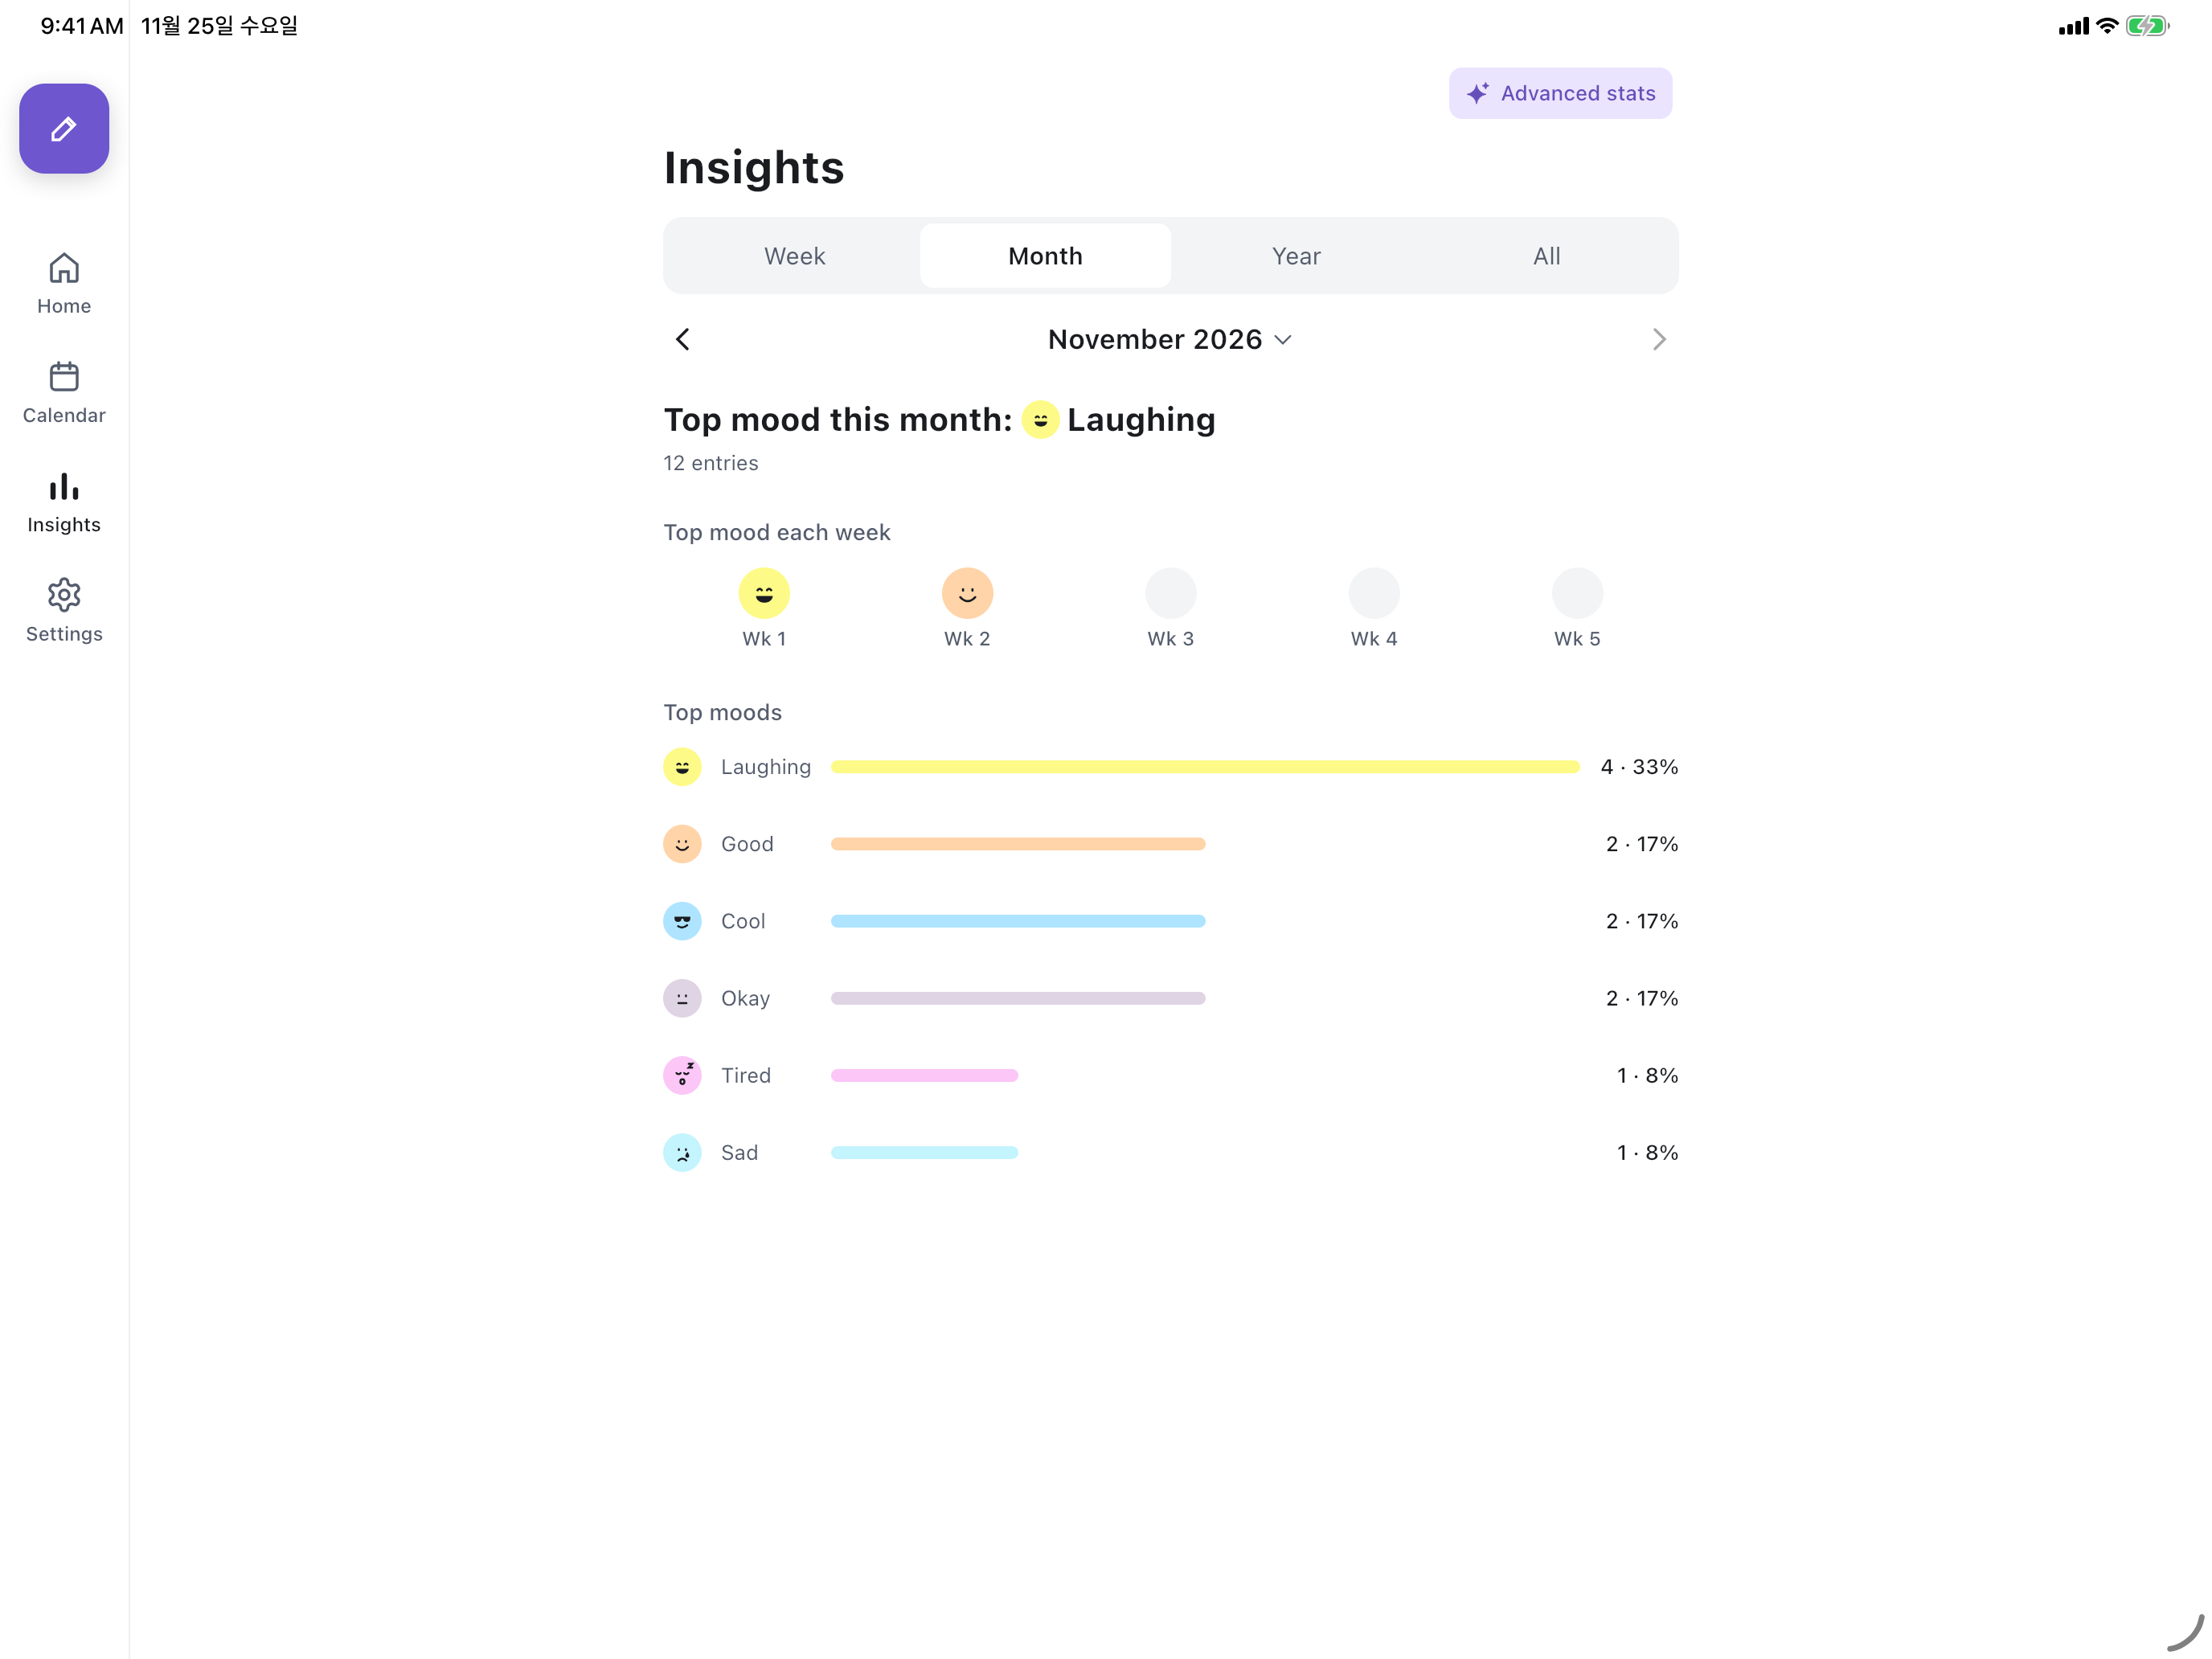 9:41 AM 11월 25일 수요일
Advanced stats
Home
Calendar
Insights
Settings
Insights
Week Month Year All
November 2026
Top mood this month: Laughing
12 entries
Top mood each week
Wk 1 Wk 2 Wk 3 Wk 4 Wk 5
Top moods
Laughing 4 · 33%
Good 2 · 17%
Cool 2 · 17%
Okay 2 · 17%
Tired 1 · 8%
Sad 1 · 8%